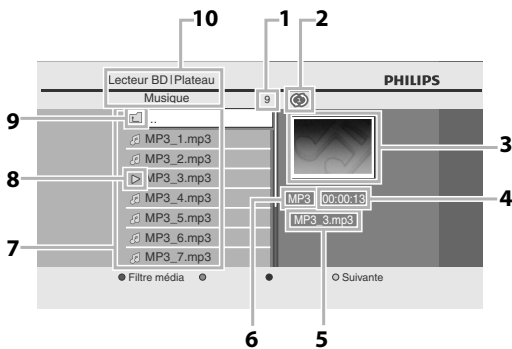 10 1 2
Lecteur BD | Plateau
PHILIPS
Musique
9
9
..
MP3_1.mp3
MP3_2.mp3
3
8
MP3_3.mp3
MP3 00:00:13
4
MP3_4.mp3
MP3_3.mp3
MP3_5.mp3
7
MP3_6.mp3
MP3_7.mp3
Filtre média
Suivante
6 5